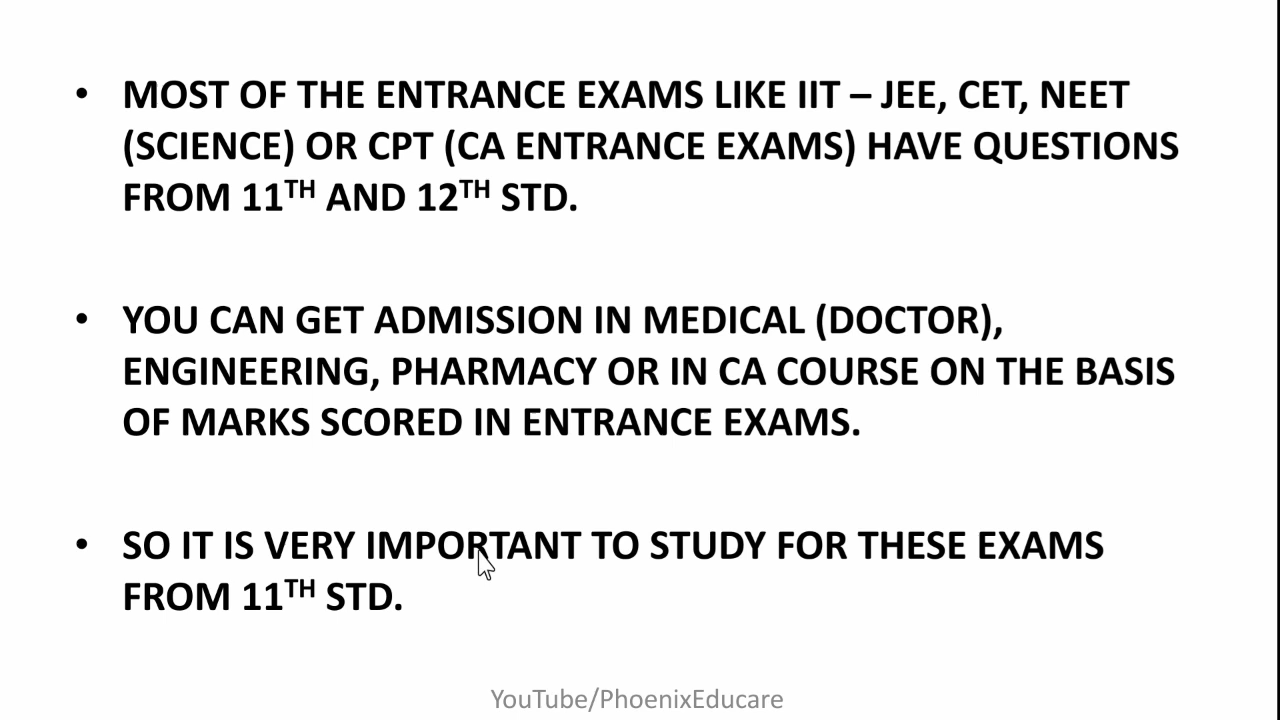 • MOST OF THE ENTRANCE EXAMS LIKE IIT – JEE, CET, NEET
(SCIENCE) OR CPT (CA ENTRANCE EXAMS) HAVE QUESTIONS
FROM 11TH AND 12TH STD.
• YOU CAN GET ADMISSION IN MEDICAL (DOCTOR),
ENGINEERING, PHARMACY OR IN CA COURSE ON THE BASIS
OF MARKS SCORED IN ENTRANCE EXAMS.
• SO IT IS VERY IMPORTANT TO STUDY FOR THESE EXAMS
FROM 11TH STD.
YouTube/PhoenixEducare